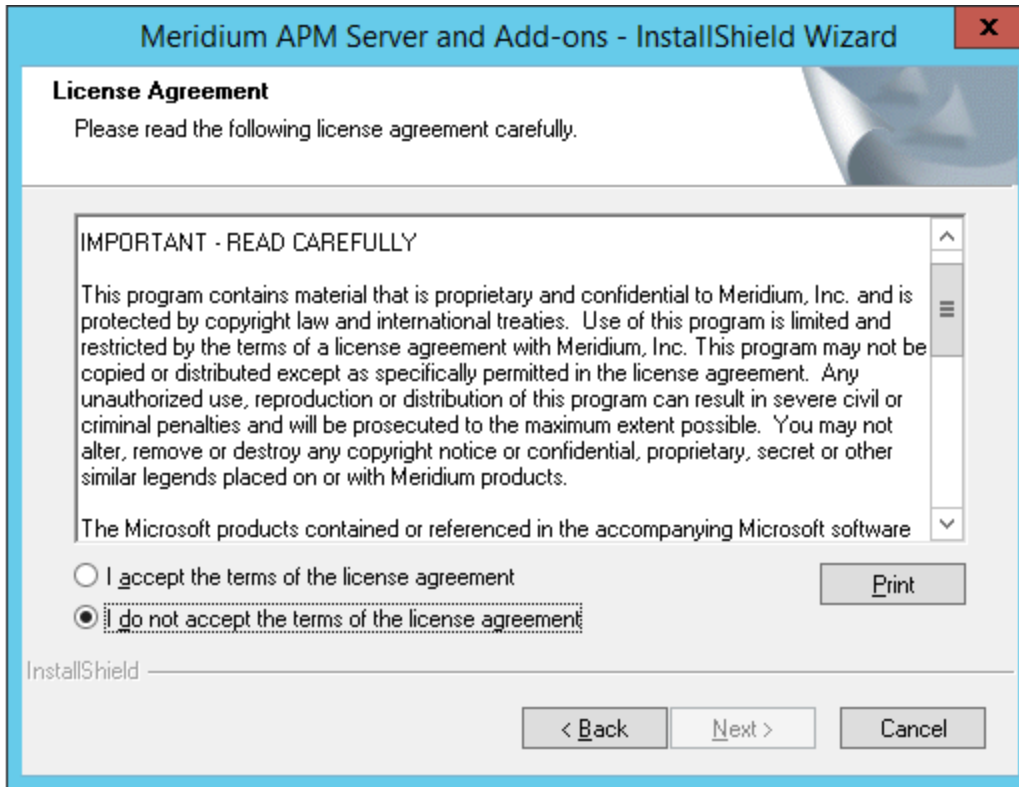 Meridium APM Server and Add-ons - InstallShield Wizard
x
License Agreement
Please read the following license agreement carefully.
IMPORTANT - READ CAREFULLY
This program contains material that is proprietary and confidential to Meridium, Inc. and is
protected by copyright law and international treaties.  Use of this program is limited and
restricted by the terms of a license agreement with Meridium, Inc. This program may not be
copied or distributed except as specifically permitted in the license agreement.  Any
unauthorized use, reproduction or distribution of this program can result in severe civil or
criminal penalties and will be prosecuted to the maximum extent possible.  You may not
alter, remove or destroy any copyright notice or confidential, proprietary, secret or other
similar legends placed on or with Meridium products.
The Microsoft products contained or referenced in the accompanying Microsoft software
I accept the terms of the license agreement
Print
I do not accept the terms of the license agreement
InstallShield
< Back
Next >
Cancel